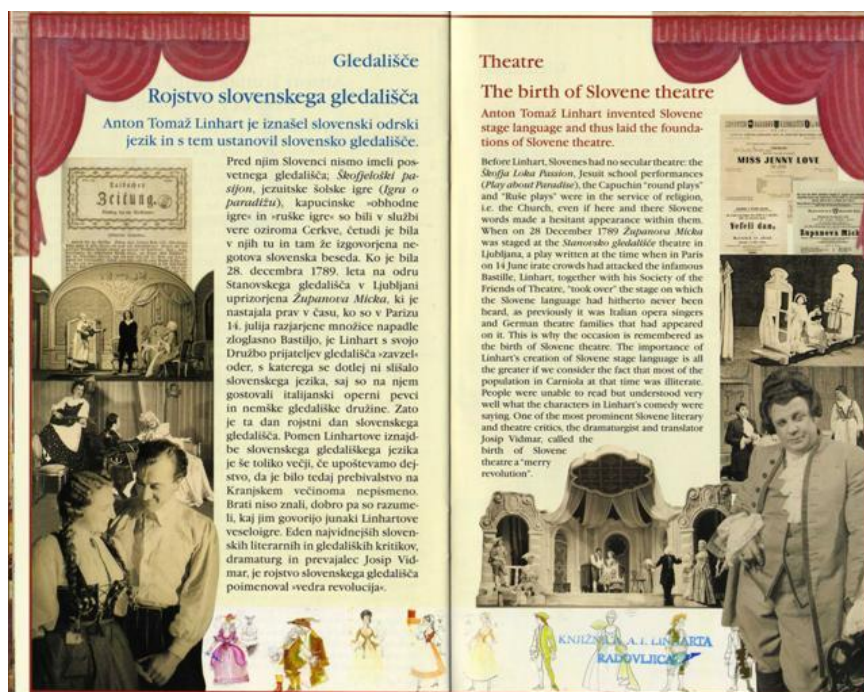 Gledališče
Rojstvo slovenskega gledališča
Anton Tomaž Linhart je iznašel slovenski odrski
jezik in s tem ustanovil slovensko gledališče.
Pred njim Slovenci nismo imeli pos-
vetnega gledališča; Škofjeloški pa-
sijon, jezuitske šolske igre (Igra o
paradižu), kapucinske »obhodne
igre« in »ruške igre« so bili v službi
vere oziroma Cerkve, četudi je bila
v njih tu in tam že izgovorjena ne-
gotova slovenska beseda. Ko je bila
28. decembra 1789. leta na odru
Stanovskega gledališča v Ljubljani
uprizorjena Županova Micka, ki je
nastajala prav v času, ko so v Parizu
14. julija razjarjene množice napadle
zloglasno Bastiljo, je Linhart s svojo
Družbo prijateljev gledališča »zavzel«
oder, s katerega se dotlej ni slišalo
slovenskega jezika, saj so na njem
gostovali italijanski operni pevci
in nemške gledališke družine. Zato
je ta dan rojstni dan slovenskega
gledališča. Pomen Linhartove iznajd-
be slovenskega gledališkega jezika
je še toliko večji, če upoštevamo dej-
stvo, da je bilo tedaj prebivalstvo na
Kranjskem večinoma nepismeno.
Brati niso znali, dobro pa so razume-
li, kaj jim govorijo junaki Linhartove
veseloigre. Eden najvidnejših sloven-
skih literarnih in gledaliških kritikov,
dramaturg in prevajalec Josip Vid-
mar, je rojstvo slovenskega gledališča
poimenoval »vedra revolucija«.
Laibacher
Zeitung.
Theatre
The birth of Slovene theatre
Anton Tomaž Linhart invented Slovene
stage language and thus laid the founda-
tions of Slovene theatre.
Before Linhart, Slovenes had no secular theatre: the
Škofja Loka Passion, Jesuit school performances
(Play about Paradise), the Capuchin "round plays"
and "Ruše plays" were in the service of religion,
i.e. the Church, even if here and there Slovene
words made a hesitant appearance within them.
When on 28 December 1789 Županova Micka
was staged at the Stanovsko gledališče theatre in
Ljubljana, a play written at the time when in Paris
on 14 June irate crowds had attacked the infamous
Bastille, Linhart, together with his Society of the
Friends of Theatre, "took over" the stage on which
the Slovene language had hitherto never been
heard, as previously it was Italian opera singers
and German theatre families that had appeared
on it. This is why the occasion is remembered as
the birth of Slovene theatre. The importance of
Linhart's creation of Slovene stage language is all
the greater if we consider the fact that most of the
population in Carniola at that time was illiterate.
People were unable to read but understood very
well what the characters in Linhart's comedy were
saying. One of the most prominent Slovene literary
and theatre critics, the dramaturgist and translator
Josip Vidmar, called the
birth of Slovene
theatre a "merry
revolution".
MISS JENNY LOVE
Veseli dan,
Zupanova Mick
KNJIŽNICA A.T. LINHARTA
RADOVLJICA